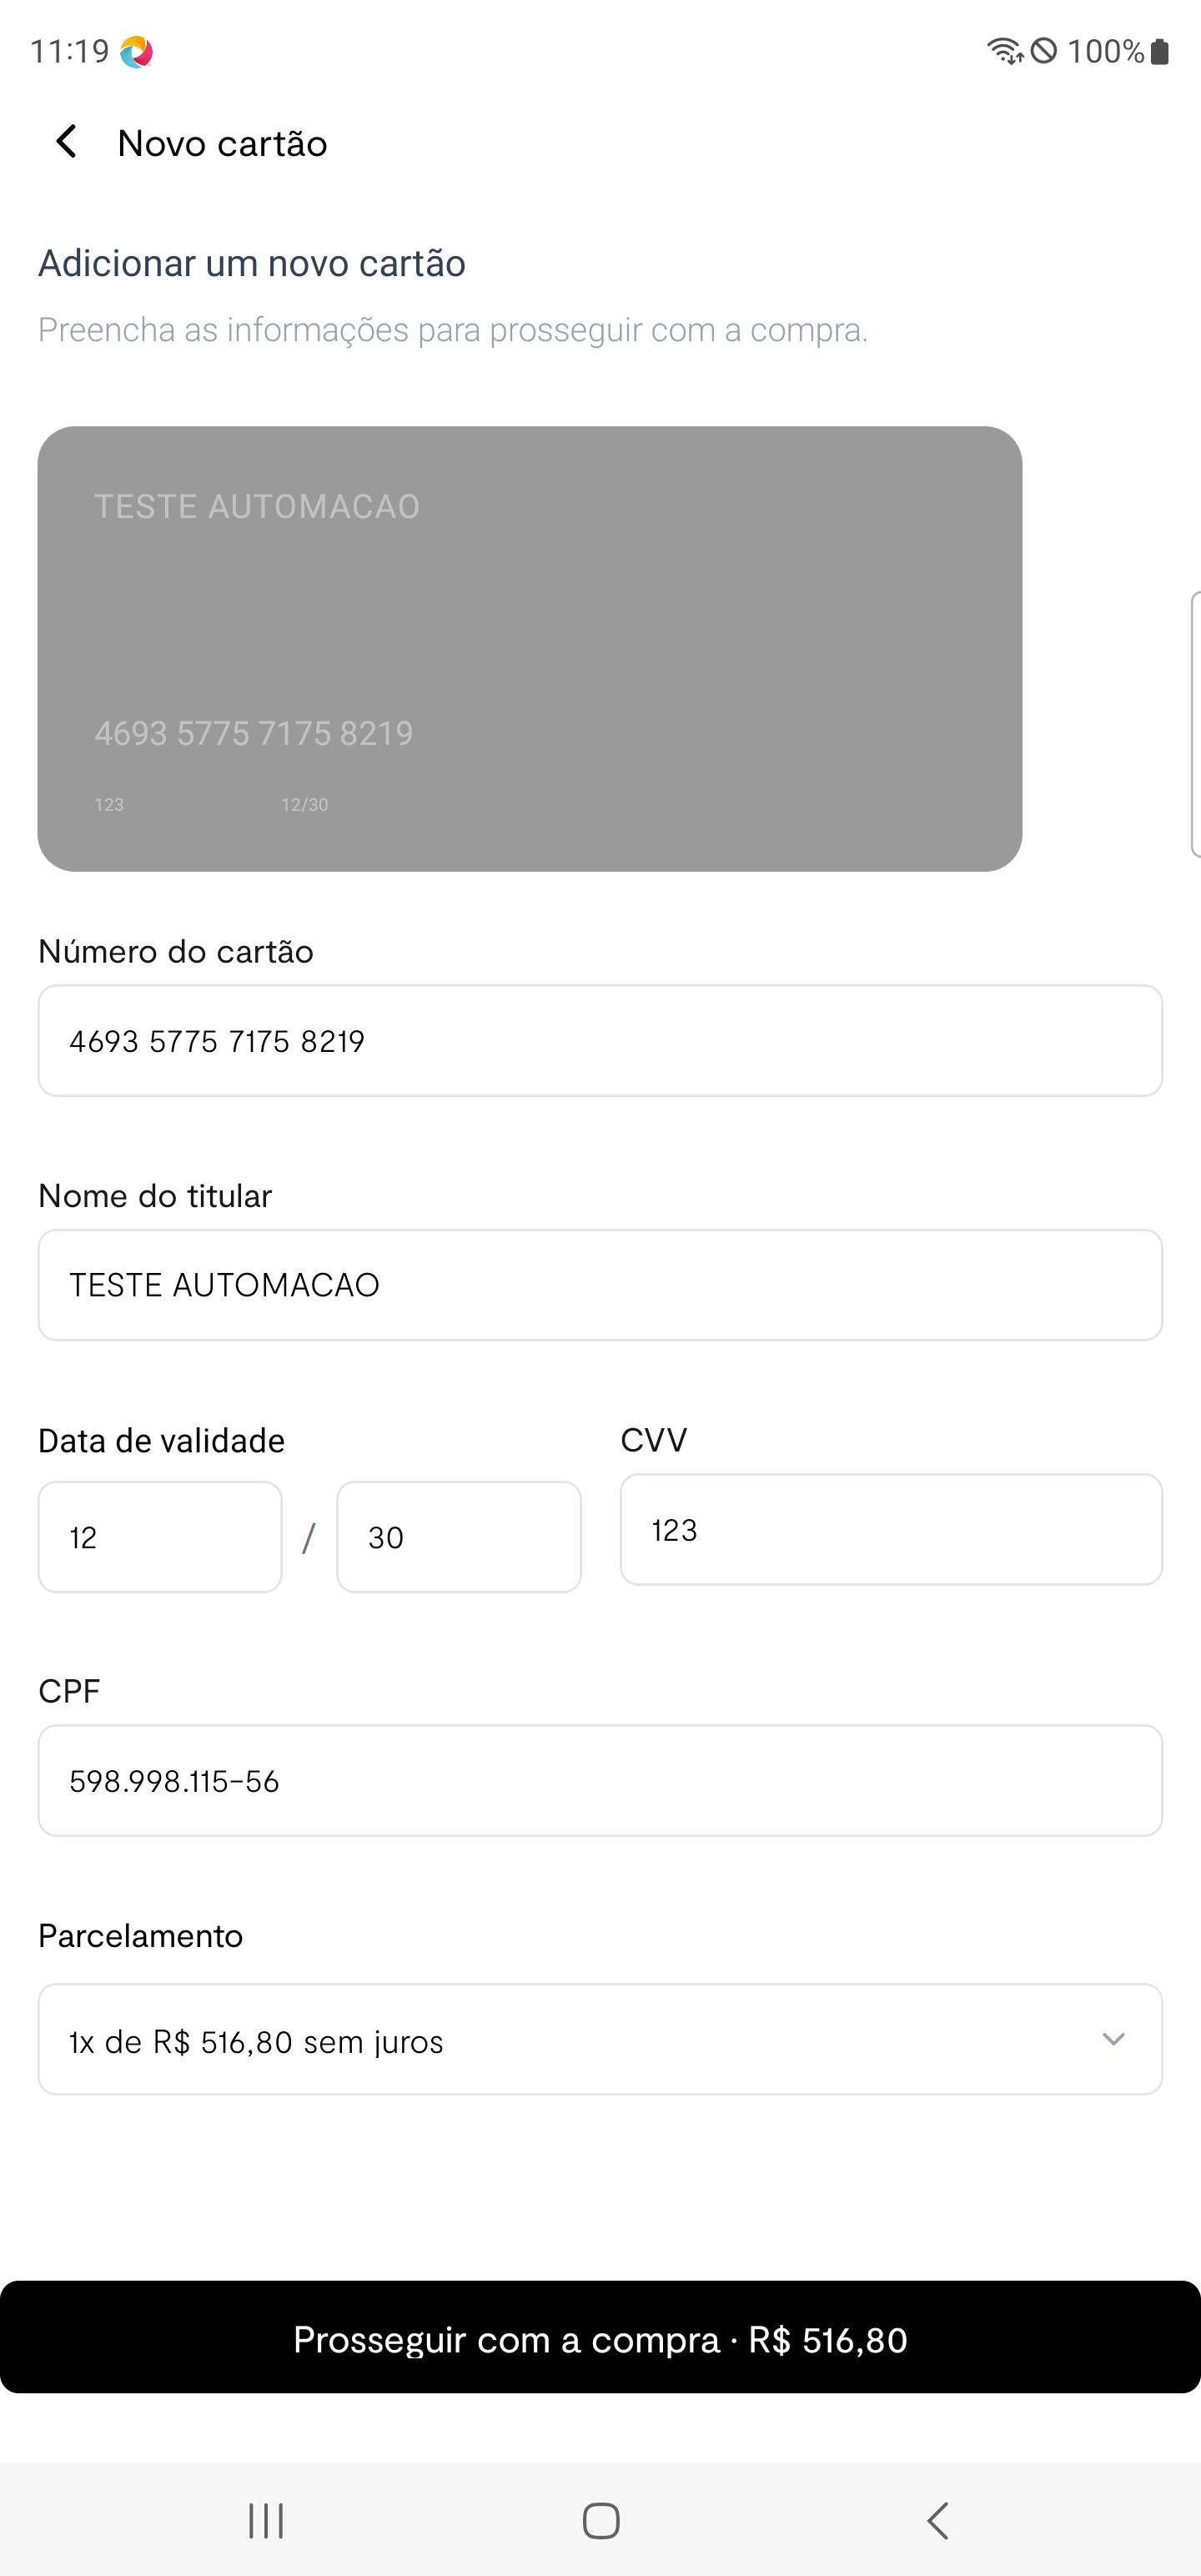 11:19
100%
Novo cartão
Adicionar um novo cartão
Preencha as informações para prosseguir com a compra.
TESTE AUTOMACAO
4693 5775 7175 8219
123 12/30
Número do cartão
4693 5775 7175 8219
Nome do titular
TESTE AUTOMACAO
Data de validade CVV
12 / 30 123
CPF
598.998.115-56
Parcelamento
1x de R$ 516,80 sem juros
Prosseguir com a compra · R$ 516,80